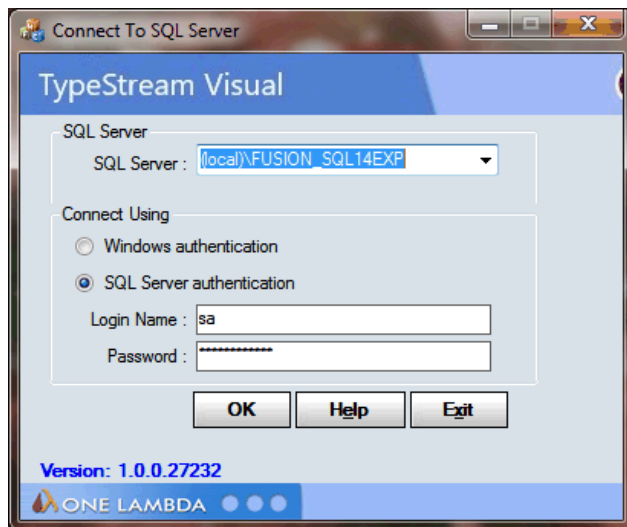 Connect To SQL Server
TypeStream Visual
SQL Server
SQL Server : (local)\FUSION_SQL14EXP
Connect Using
Windows authentication
SQL Server authentication
Login Name : sa
Password : ************
OK Help Exit
Version: 1.0.0.27232
ONE LAMBDA